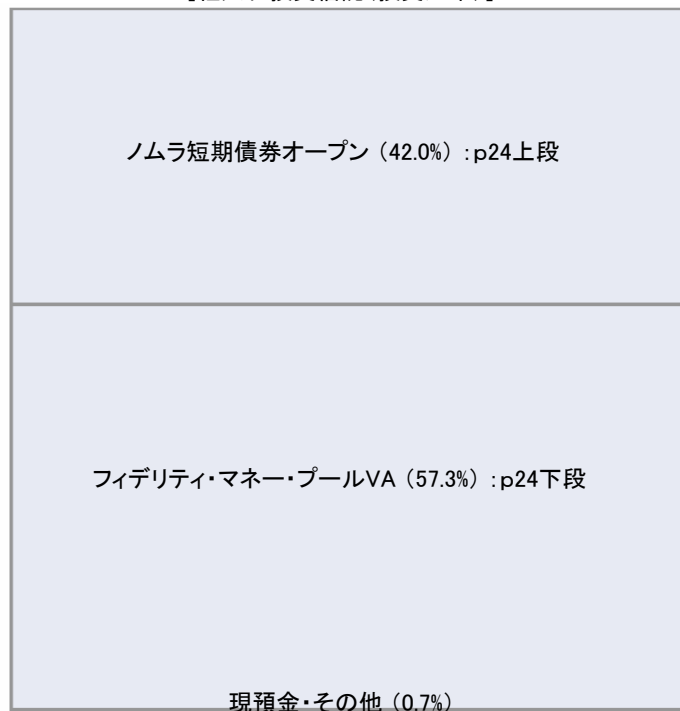 ノムラ短期債券オープン（42.0%）：p24上段
フィデリティ・マネー・プールVA（57.3%）：p24下段
現預金・その他（0.7%）